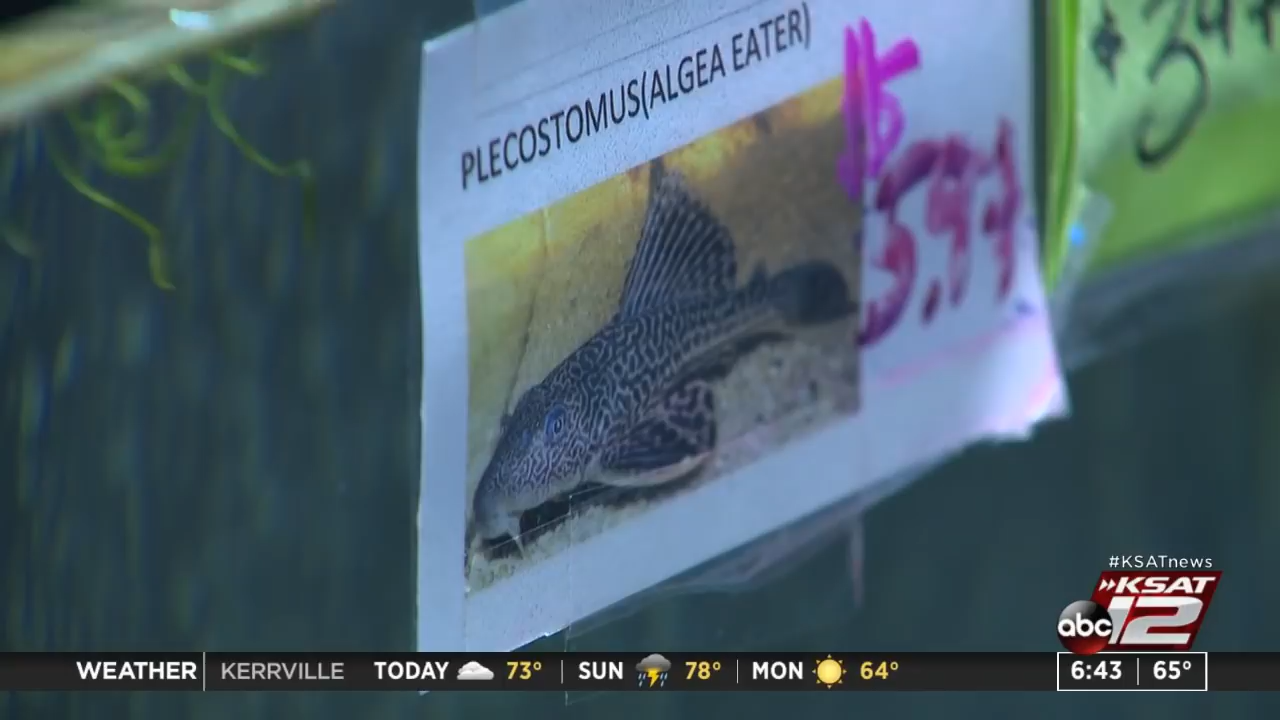 PLECOSTOMUS(ALGEA EATER)
$
#KSATnews
KSAT
abc 12
WEATHER KERRVILLE TODAY 73° SUN 78° MON 64° 6:43 65°